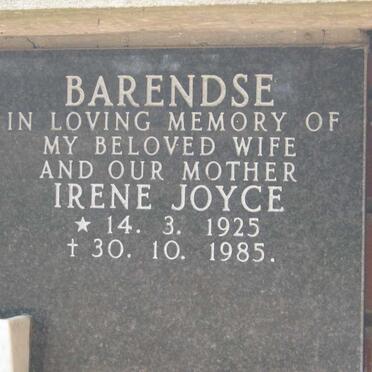 BARENDSE
IN LOVING MEMORY OF
MY BELOVED WIFE
AND OUR MOTHER
IRENE JOYCE
★ 14. 3. 1925
† 30. 10. 1985.